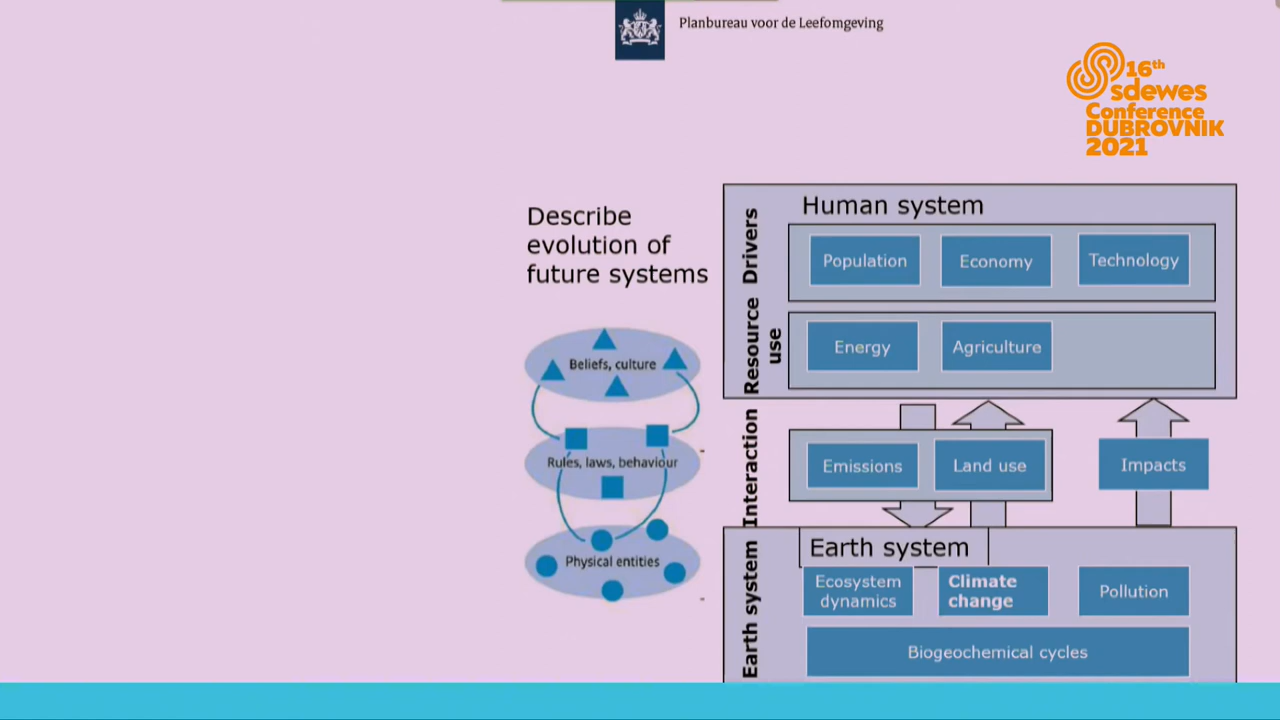 Planbureau voor de Leefomgeving
16th
sdewes
Conference
DUBROVNIK
2021
Describe
evolution of
future systems
Beliefs, culture
Rules, laws, behaviour
Physical entities
Drivers
Human system
Population
Economy
Technology
Resource
use
Energy
Agriculture
Interaction
Emissions
Land use
Impacts
Earth system
Earth system
Ecosystem
dynamics
Climate
change
Pollution
Biogeochemical cycles